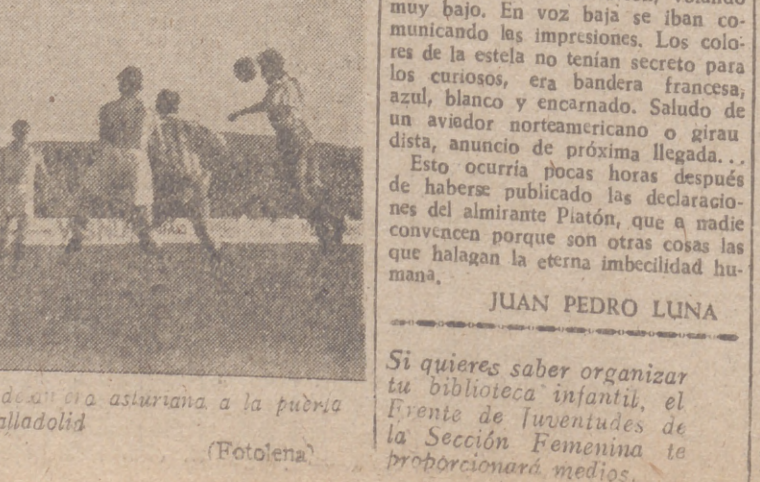 muy bajo. En voz baja se iban co-
municando las impresiones. Los colo-
res de la estela no tenían secreto para
los curiosos, era bandera francesa,
azul, blanco y encarnado. Saludo de
un aviador norteamericano o girau
dista, anuncio de próxima llegada...
Esto ocurría pocas horas después
de haberse publicado las declaracio-
nes del almirante Piatón, que a nadie
convencen porque son otras cosas las
que halagan la eterna imbecilidad hu-
mana.
JUAN PEDRO LUNA
Si quieres saber organizar
tu biblioteca infantil, el
Frente de Juventudes de
la Sección Femenina te
proporcionará medios.
asturiana a la puerta
alladolid
(Fotolena)